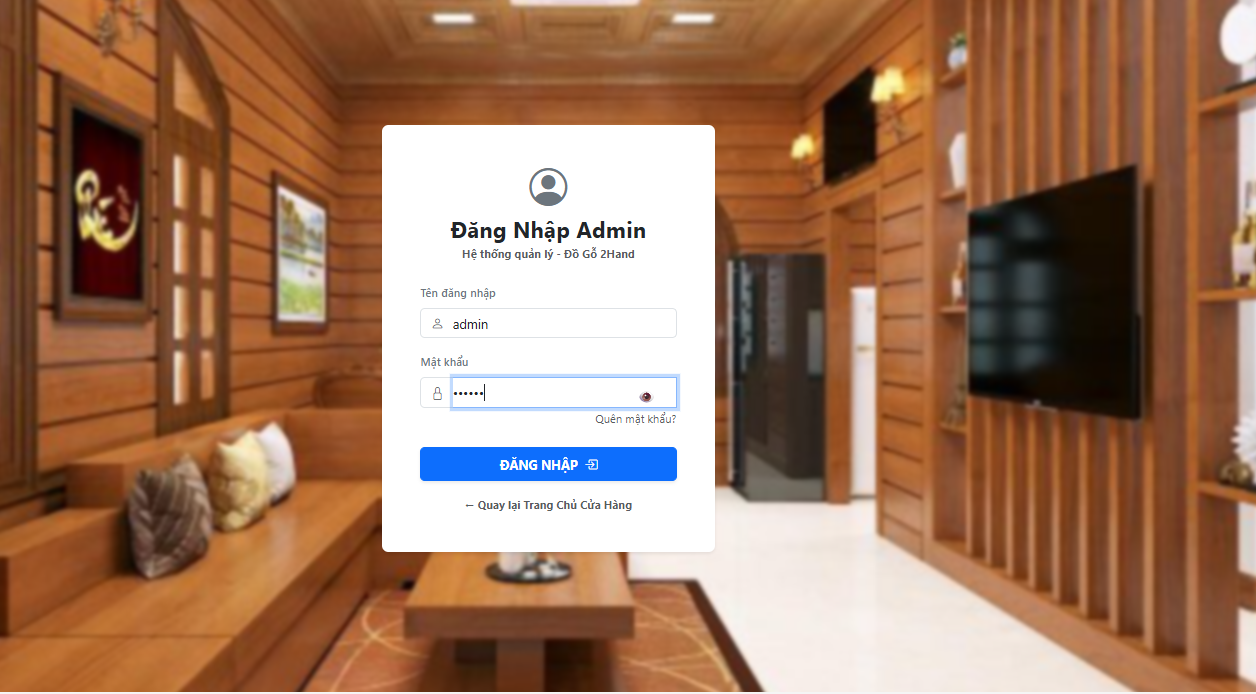 Đăng Nhập Admin
Hệ thống quản lý - Đồ Gỗ 2Hand
Tên đăng nhập
admin
Mật khẩu
••••••
Quên mật khẩu?
ĐĂNG NHẬP
← Quay lại Trang Chủ Cửa Hàng